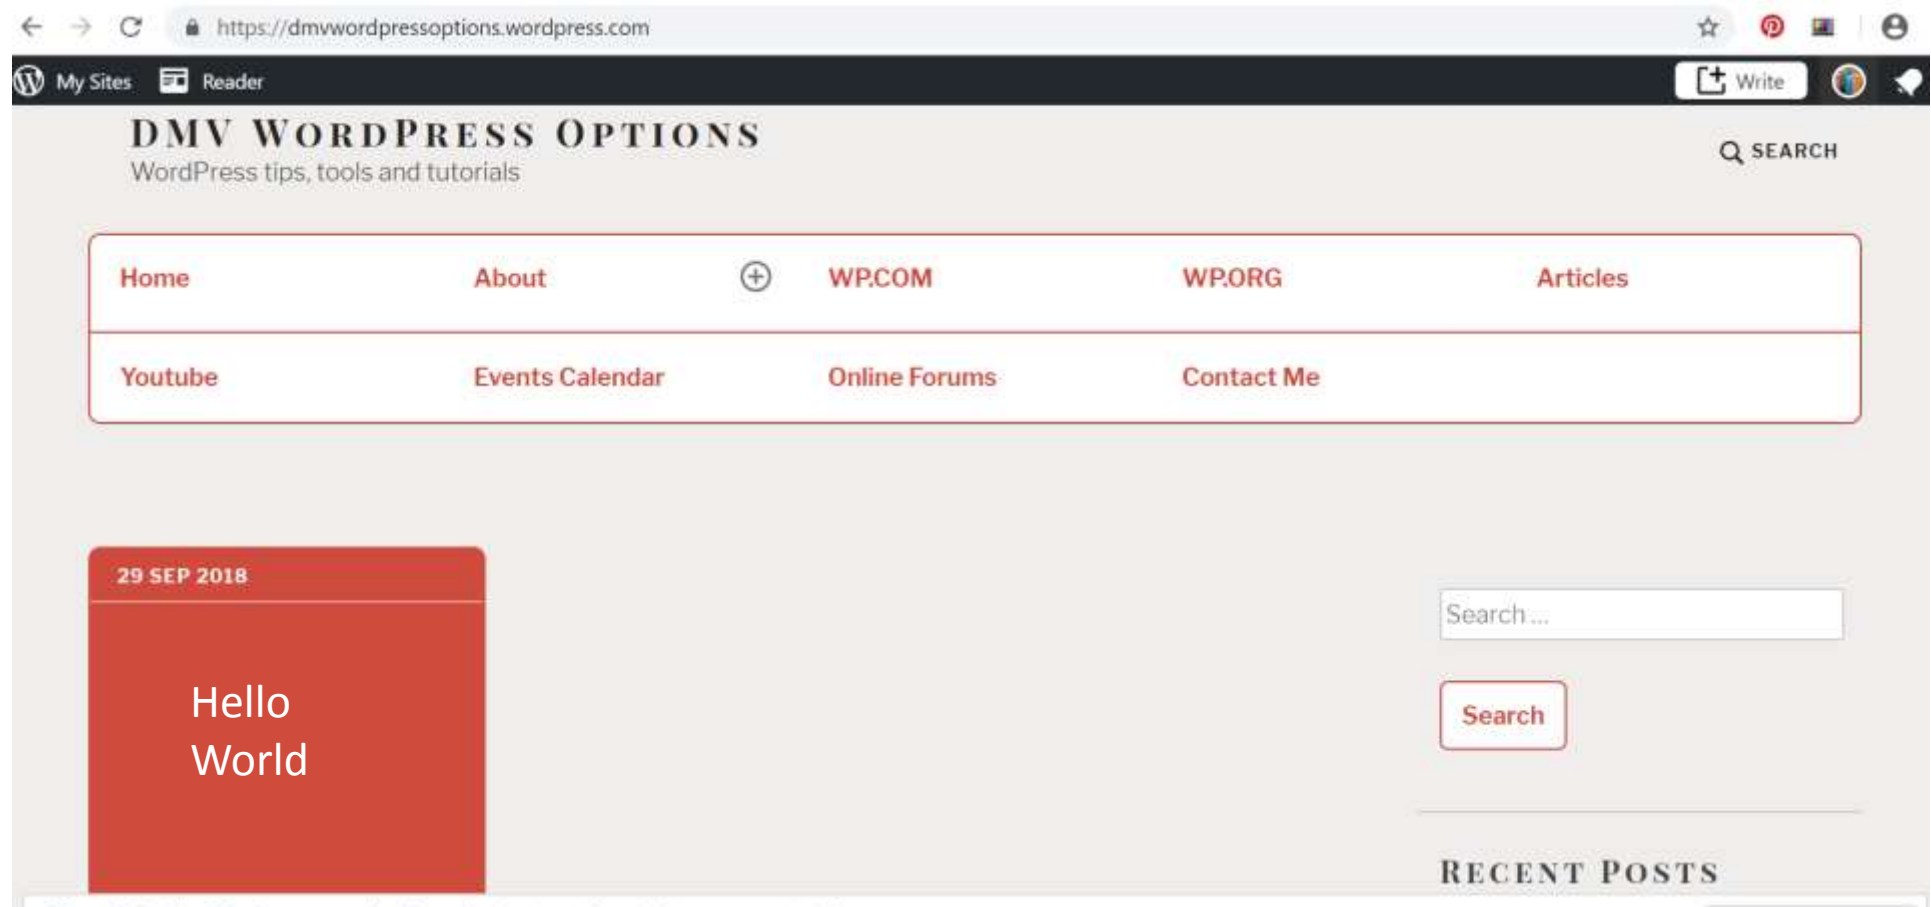 https://dmvwordpressoptions.wordpress.com
My Sites Reader Write
DMV WordPress Options
WordPress tips, tools and tutorials
SEARCH
Home About WP.COM WP.ORG Articles
Youtube Events Calendar Online Forums Contact Me
29 SEP 2018
Search ...
Hello
World
Search
Recent Posts